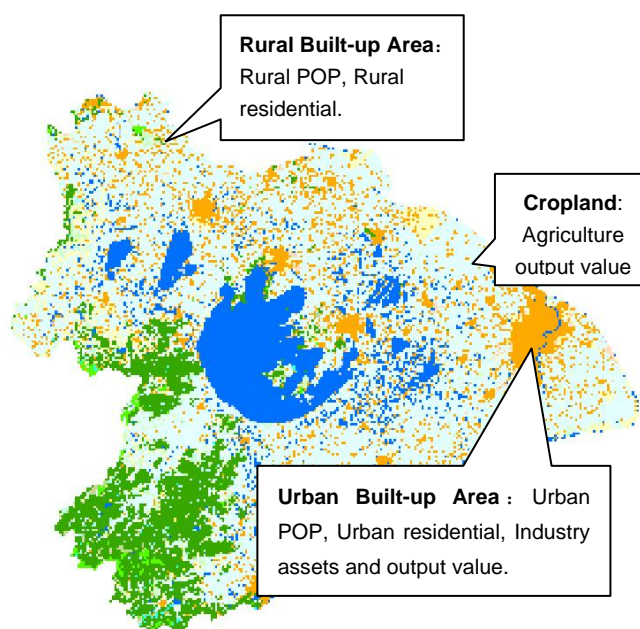 Rural Built-up Area：
Rural POP, Rural
residential.
Cropland:
Agriculture
output value
Urban Built-up Area： Urban
POP, Urban residential, Industry
assets and output value.